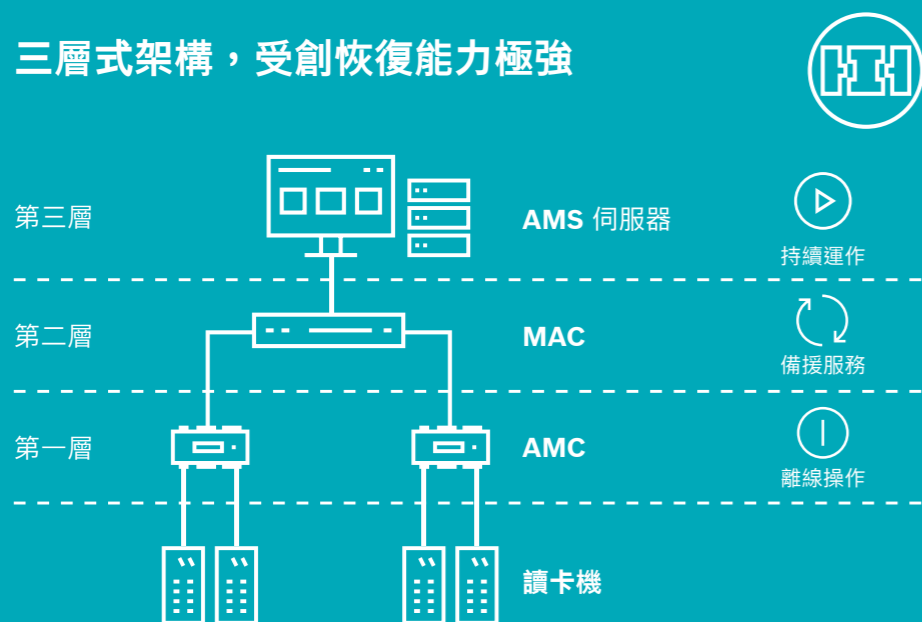 三層式架構，受創恢復能力極強
第三層
AMS 伺服器
持續運作
第二層
MAC
備援服務
第一層
AMC
離線操作
讀卡機